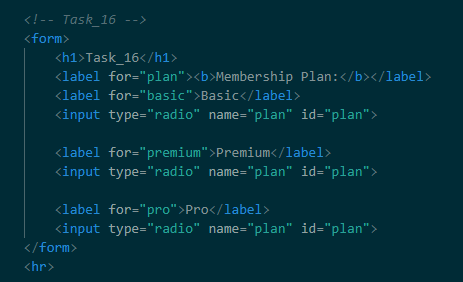 <!-- Task_16 -->
<form>
<h1>Task_16</h1>
<label for="plan"><b>Membership Plan:</b></label>
<label for="basic">Basic</label>
<input type="radio" name="plan" id="plan">
<label for="premium">Premium</label>
<input type="radio" name="plan" id="plan">
<label for="pro">Pro</label>
<input type="radio" name="plan" id="plan">
</form>
<hr>